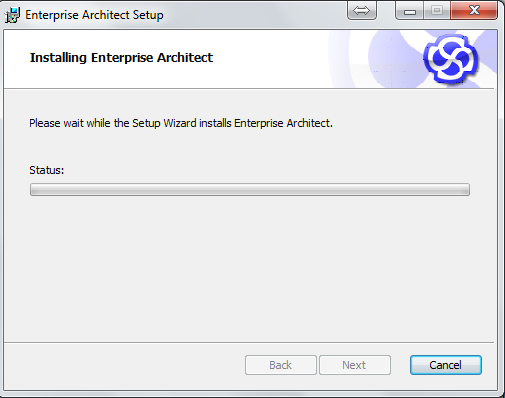 Enterprise Architect Setup
Installing Enterprise Architect
Please wait while the Setup Wizard installs Enterprise Architect.
Status:
Back
Next
Cancel